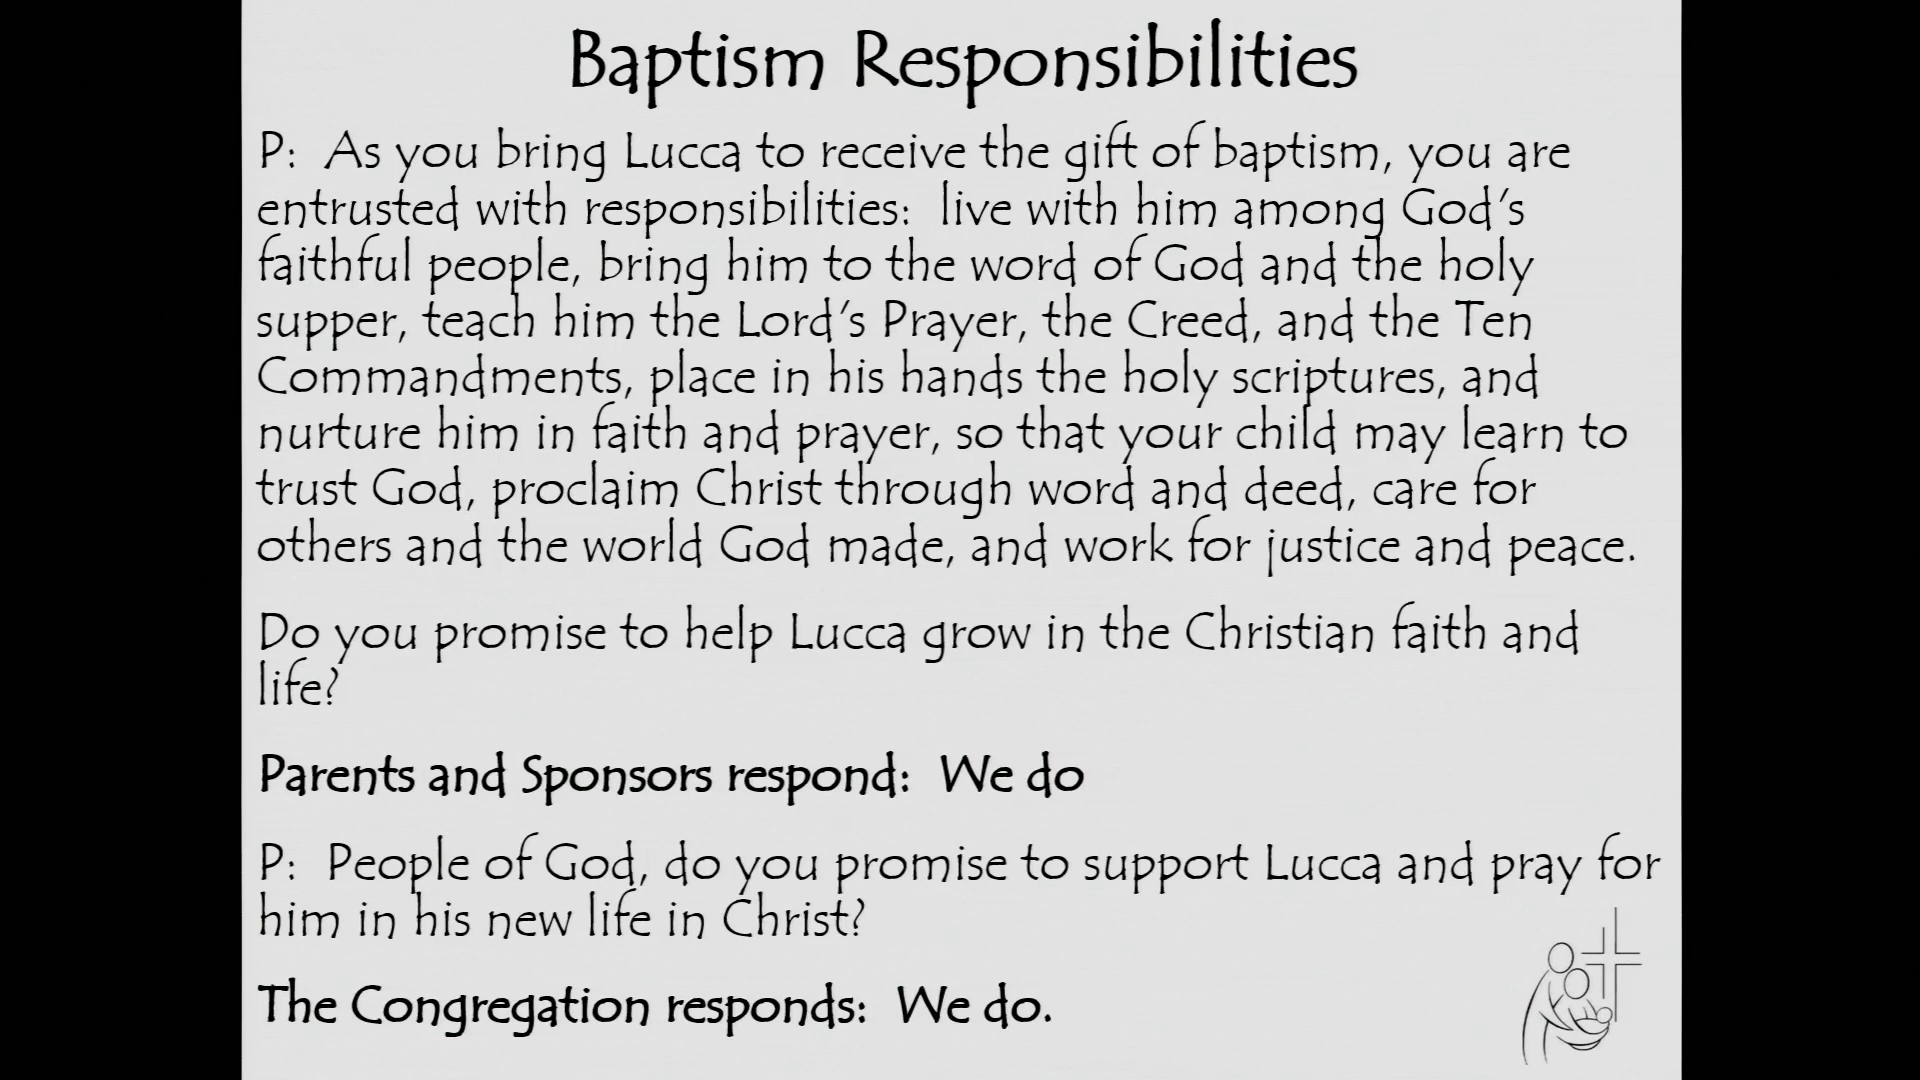 Baptism Responsibilities
P:  As you bring Lucca to receive the gift of baptism, you are
entrusted with responsibilities:  live with him among God's
faithful people, bring him to the word of God and the holy
supper, teach him the Lord's Prayer, the Creed, and the Ten
Commandments, place in his hands the holy scriptures, and
nurture him in faith and prayer, so that your child may learn to
trust God, proclaim Christ through word and deed, care for
others and the world God made, and work for justice and peace.
Do you promise to help Lucca grow in the Christian faith and
life?
Parents and Sponsors respond:  We do
P:  People of God, do you promise to support Lucca and pray for
him in his new life in Christ?
The Congregation responds:  We do.